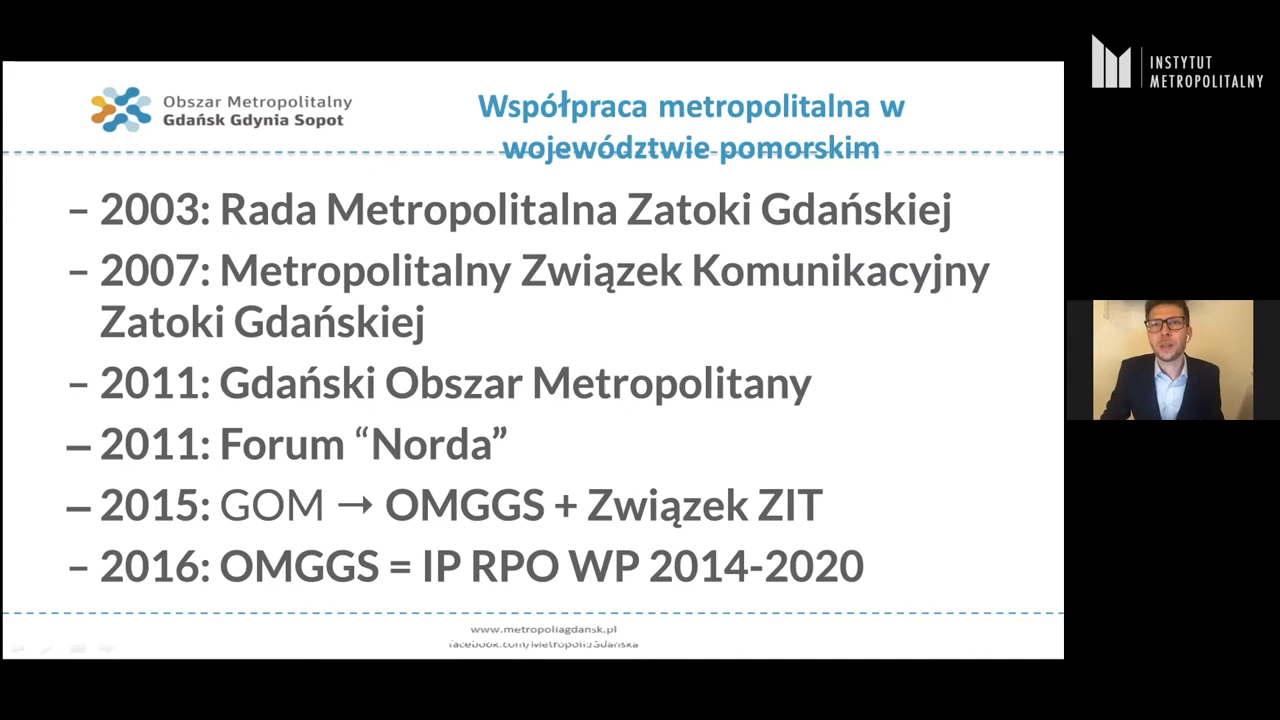 INSTYTUT
METROPOLITALNY
Obszar Metropolitalny
Gdańsk Gdynia Sopot
Współpraca metropolitalna w
województwie pomorskim
– 2003: Rada Metropolitalna Zatoki Gdańskiej
– 2007: Metropolitalny Związek Komunikacyjny
Zatoki Gdańskiej
– 2011: Gdański Obszar Metropolitany
– 2011: Forum “Norda”
– 2015: GOM → OMGGS + Związek ZIT
– 2016: OMGGS = IP RPO WP 2014-2020
www.metropoliagdansk.pl